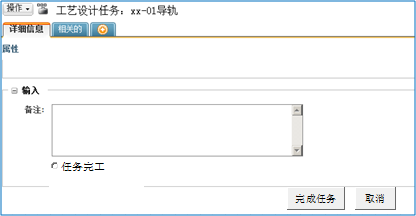 操作 工艺设计任务：xx-01导轨
详细信息 相关的
属性
输入
备注：
任务完工
完成任务 取消